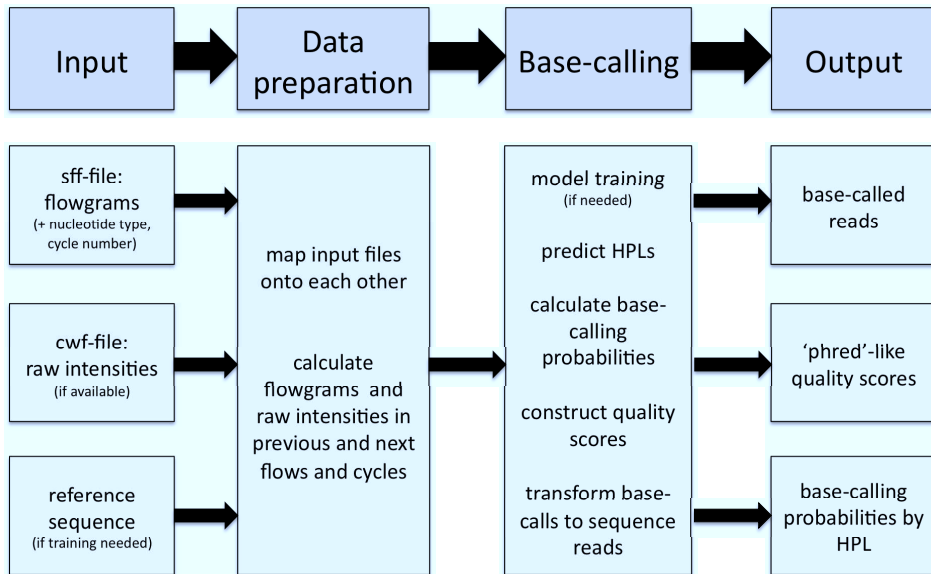 Input
Data
preparation
Base-calling
Output
sff-file:
flowgrams
(+ nucleotide type,
cycle number)
cwf-file:
raw intensities
(if available)
reference
sequence
(if training needed)
map input files
onto each other
calculate
flowgrams and
raw intensities in
previous and next
flows and cycles
model training
(if needed)
predict HPLs
calculate base-
calling
probabilities
construct quality
scores
transform base-
calls to sequence
reads
base-called
reads
‘phred’-like
quality scores
base-calling
probabilities by
HPL